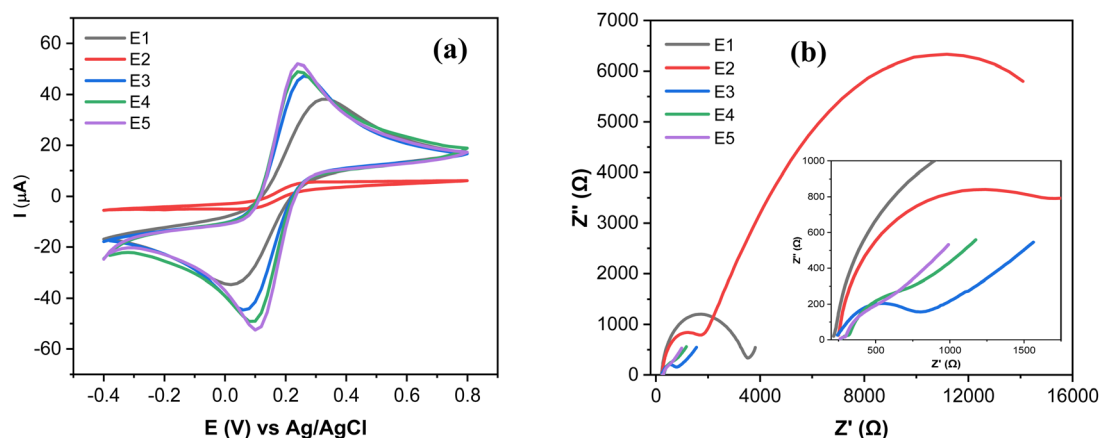 (a)
E1
E2
E3
E4
E5
60
40
20
0
-20
-40
-60
I (μA)
-0.4
-0.2
0.0
0.2
0.4
0.6
0.8
E (V) vs Ag/AgCl
(b)
E1
E2
E3
E4
E5
7000
6000
5000
4000
3000
2000
1000
0
Z'' (Ω)
0
4000
8000
12000
16000
Z' (Ω)
1000
800
600
400
200
0
Z'' (Ω)
500
1000
1500
Z' (Ω)